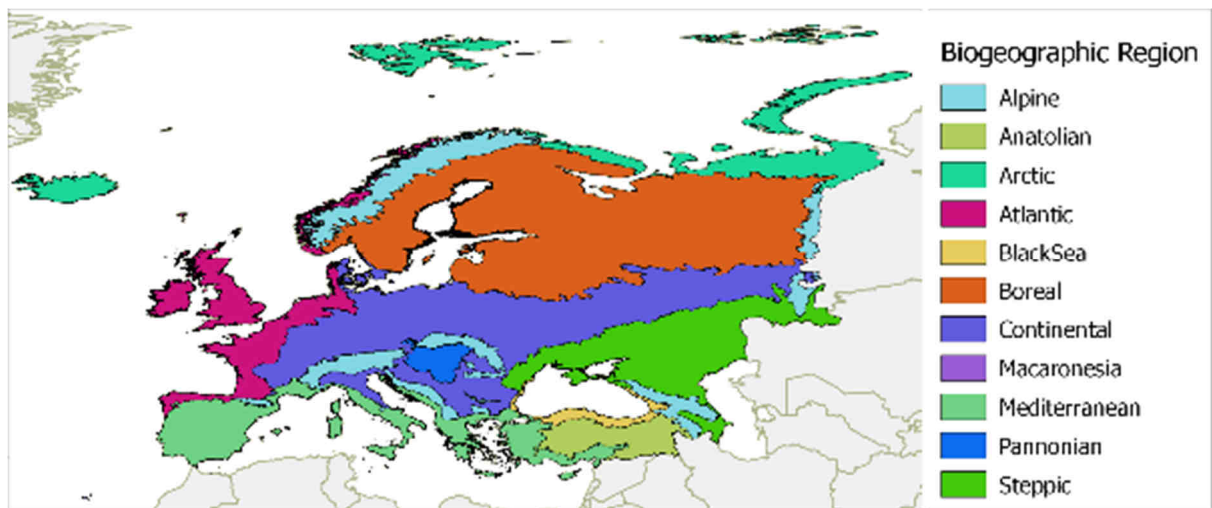 Biogeographic Region
Alpine
Anatolian
Arctic
Atlantic
BlackSea
Boreal
Continental
Macaronesia
Mediterranean
Pannonian
Steppic